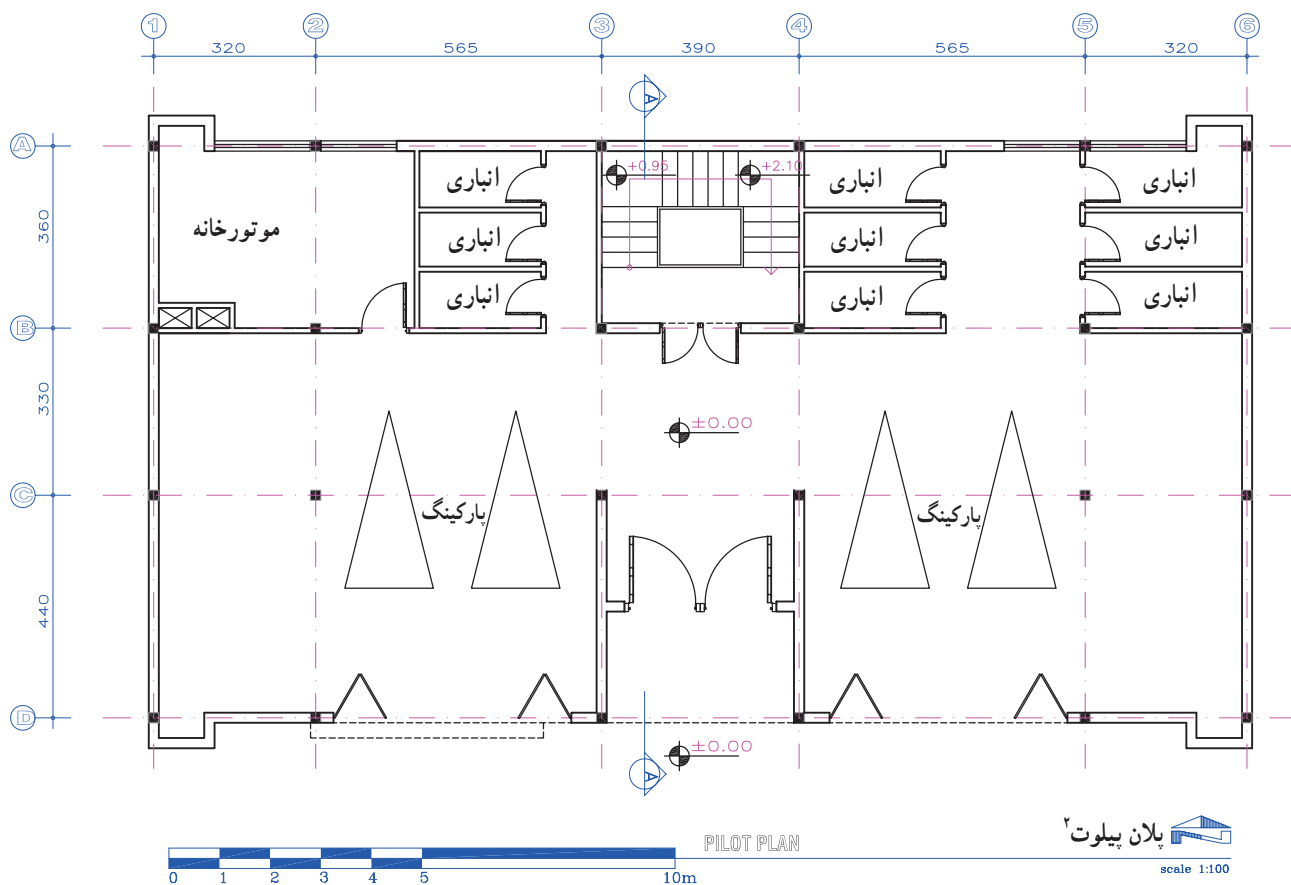 1 2 3 4 5 6
320 565 390 565 320
A
A
360
330
440
B
C
D
+0.95 +2.10
انباری انباری انباری
موتورخانه
انباری انباری انباری
انباری انباری انباری
±0.00
پارکینگ پارکینگ
±0.00
A
پلان پیلوت۲
PILOT PLAN
scale 1:100
0 1 2 3 4 5 10m